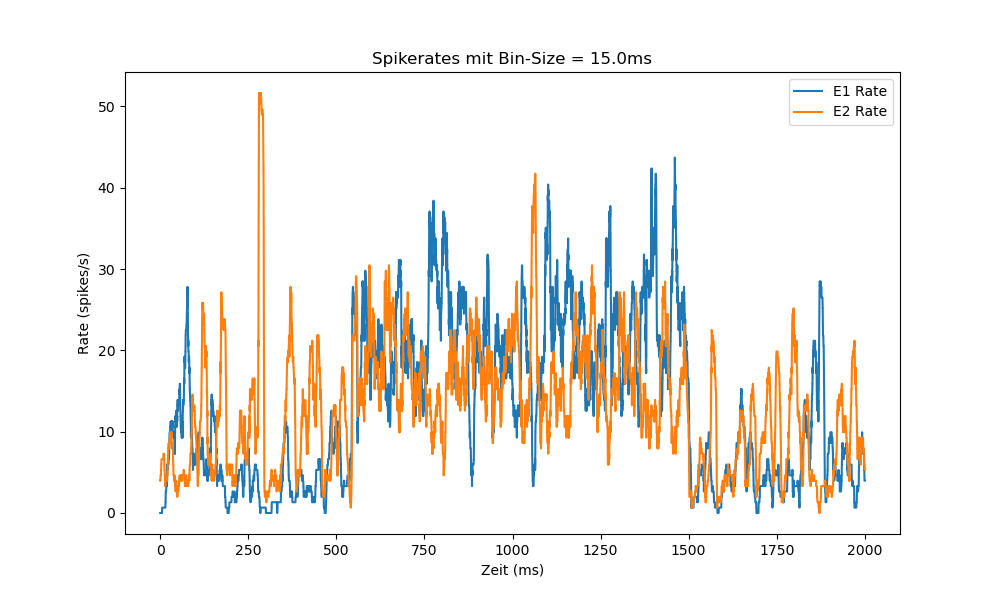 Spikerates mit Bin-Size = 15.0ms
E1 Rate
E2 Rate
50
40
30
20
10
0
Rate (spikes/s)
0 250 500 750 1000 1250 1500 1750 2000
Zeit (ms)